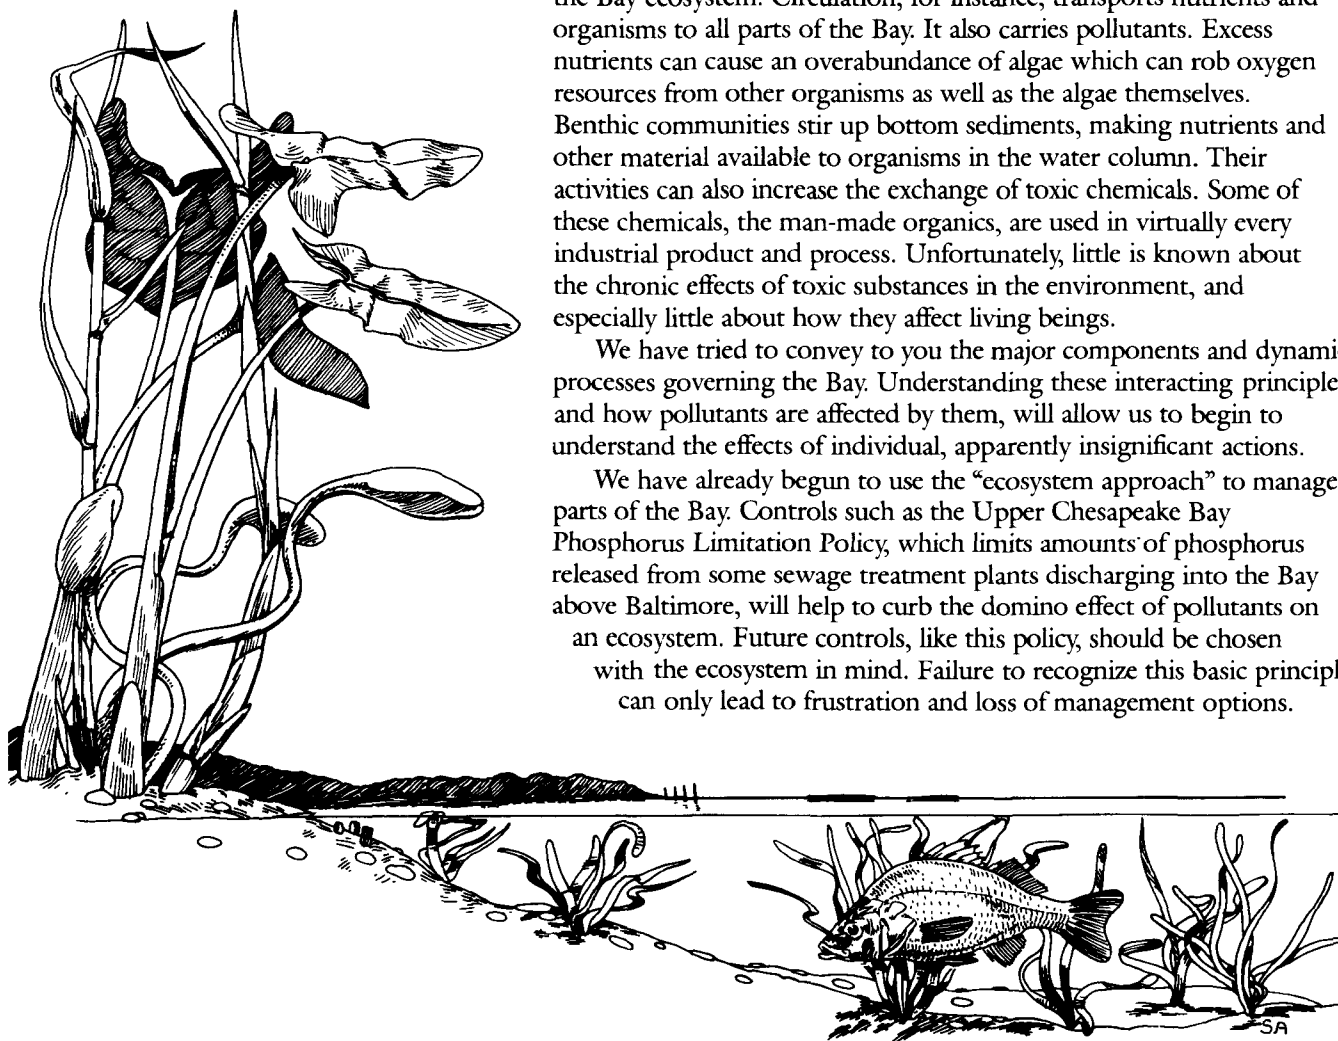 the Bay ecosystem. Circulation, for instance, transports nutrients and
organisms to all parts of the Bay. It also carries pollutants. Excess
nutrients can cause an overabundance of algae which can rob oxygen
resources from other organisms as well as the algae themselves.
Benthic communities stir up bottom sediments, making nutrients and
other material available to organisms in the water column. Their
activities can also increase the exchange of toxic chemicals. Some of
these chemicals, the man-made organics, are used in virtually every
industrial product and process. Unfortunately, little is known about
the chronic effects of toxic substances in the environment, and
especially little about how they affect living beings.
We have tried to convey to you the major components and dynami
processes governing the Bay. Understanding these interacting principle
and how pollutants are affected by them, will allow us to begin to
understand the effects of individual, apparently insignificant actions.
We have already begun to use the “ecosystem approach” to manage
parts of the Bay. Controls such as the Upper Chesapeake Bay
Phosphorus Limitation Policy, which limits amounts of phosphorus
released from some sewage treatment plants discharging into the Bay
above Baltimore, will help to curb the domino effect of pollutants on
an ecosystem. Future controls, like this policy, should be chosen
with the ecosystem in mind. Failure to recognize this basic principl
can only lead to frustration and loss of management options.
SA